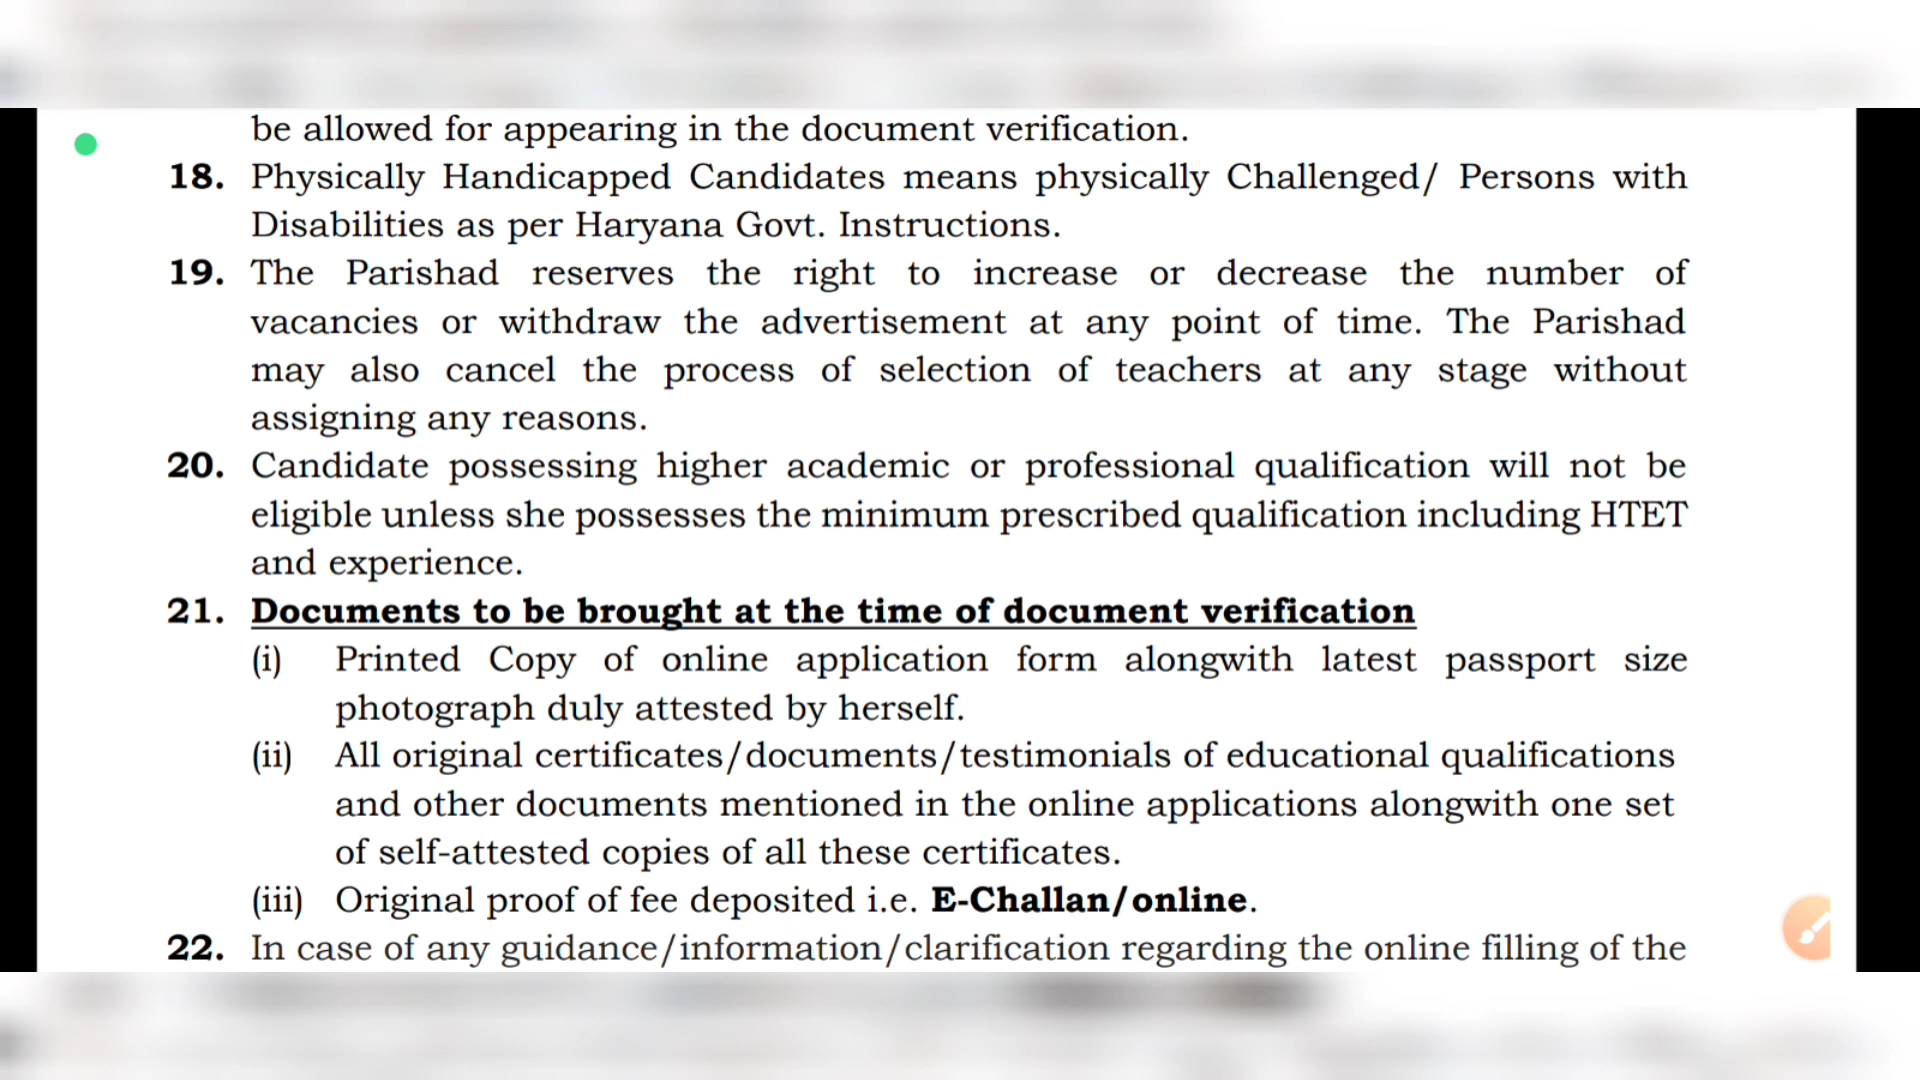 be allowed for appearing in the document verification.
18. Physically Handicapped Candidates means physically Challenged/ Persons with
Disabilities as per Haryana Govt. Instructions.
19. The Parishad reserves the right to increase or decrease the number of
vacancies or withdraw the advertisement at any point of time. The Parishad
may also cancel the process of selection of teachers at any stage without
assigning any reasons.
20. Candidate possessing higher academic or professional qualification will not be
eligible unless she possesses the minimum prescribed qualification including HTET
and experience.
21. Documents to be brought at the time of document verification
(i) Printed Copy of online application form alongwith latest passport size
photograph duly attested by herself.
(ii) All original certificates/documents/testimonials of educational qualifications
and other documents mentioned in the online applications alongwith one set
of self-attested copies of all these certificates.
(iii) Original proof of fee deposited i.e. E-Challan/online.
22. In case of any guidance/information/clarification regarding the online filling of the